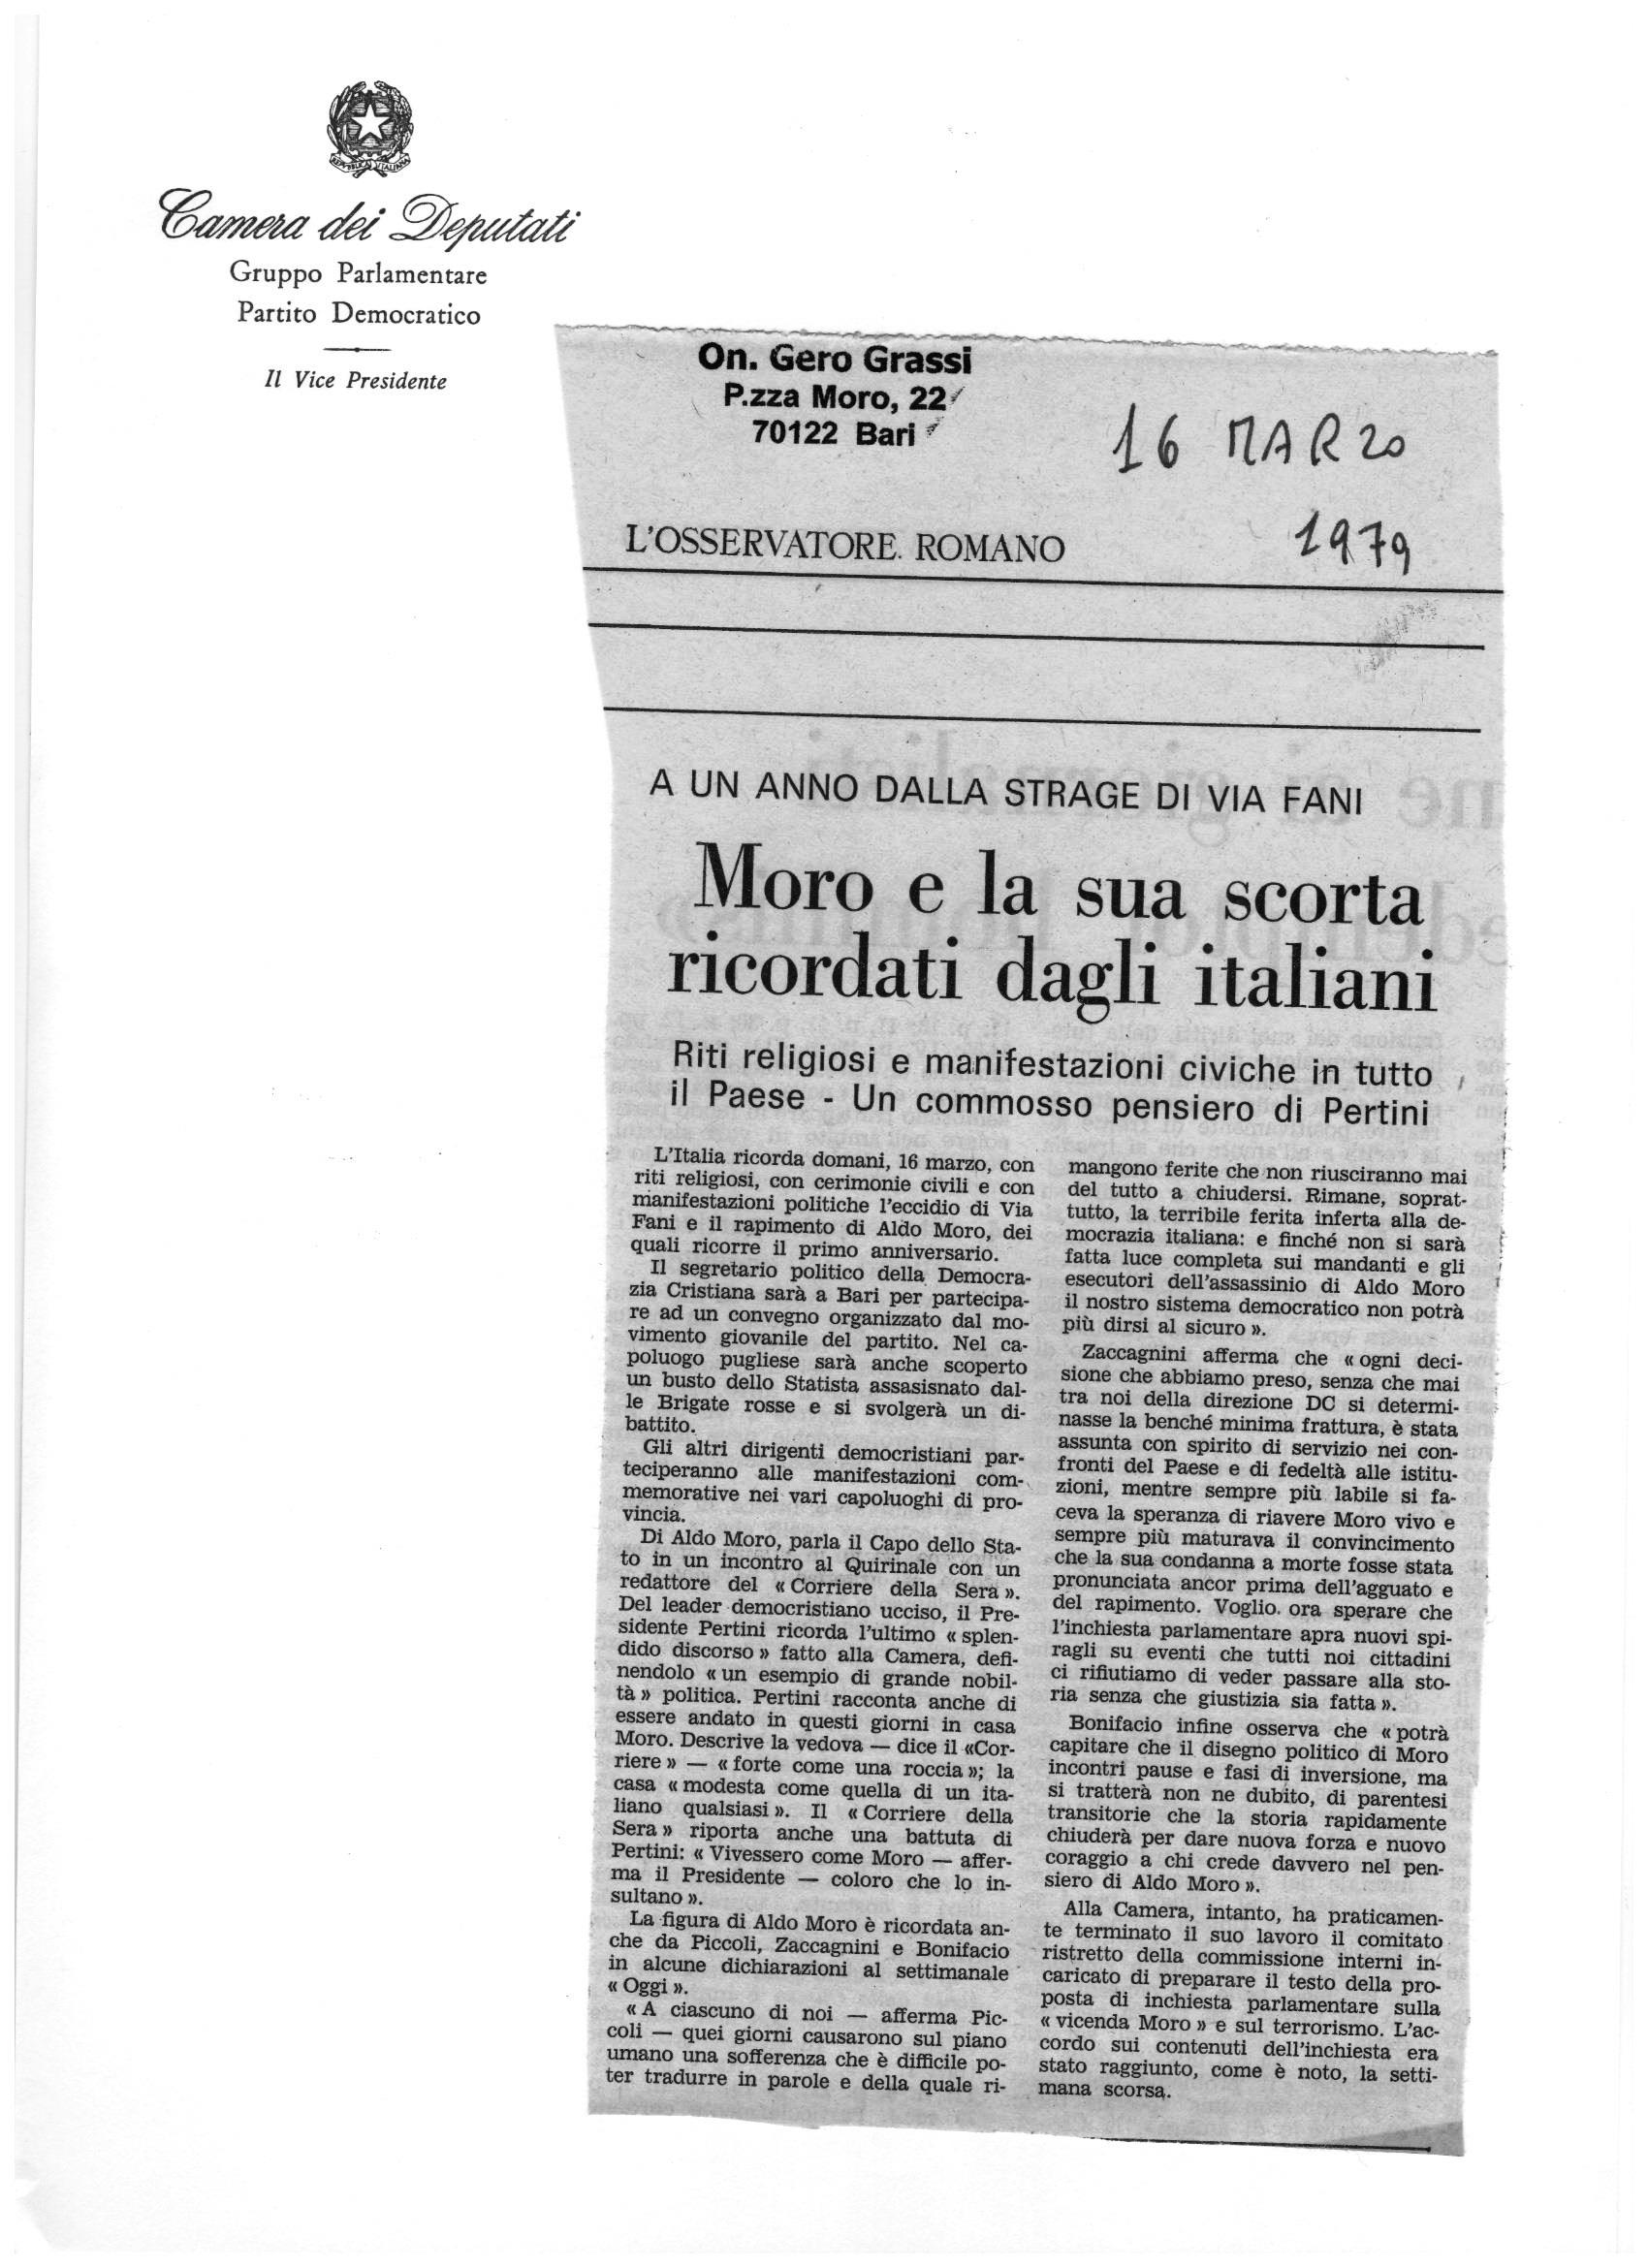 REPVBBLICA ITALIANA
Camera dei Deputati
Gruppo Parlamentare
Partito Democratico
Il Vice Presidente
On. Gero Grassi
P.zza Moro, 22
70122 Bari
16 MARZO
1979
L'OSSERVATORE ROMANO
A UN ANNO DALLA STRAGE DI VIA FANI
Moro e la sua scorta
ricordati dagli italiani
Riti religiosi e manifestazioni civiche in tutto
il Paese - Un commosso pensiero di Pertini
L'Italia ricorda domani, 16 marzo, con
riti religiosi, con cerimonie civili e con
manifestazioni politiche l'eccidio di Via
Fani e il rapimento di Aldo Moro, dei
quali ricorre il primo anniversario.
Il segretario politico della Democra-
zia Cristiana sarà a Bari per partecipa-
re ad un convegno organizzato dal mo-
vimento giovanile del partito. Nel ca-
poluogo pugliese sarà anche scoperto
un busto dello Statista assasisnato dal-
le Brigate rosse e si svolgerà un di-
battito.
Gli altri dirigenti democristiani par-
teciperanno alle manifestazioni com-
memorative nei vari capoluoghi di pro-
vincia.
Di Aldo Moro, parla il Capo dello Sta-
to in un incontro al Quirinale con un
redattore del « Corriere della Sera ».
Del leader democristiano ucciso, il Pre-
sidente Pertini ricorda l'ultimo « splen-
dido discorso » fatto alla Camera, defi-
nendolo « un esempio di grande nobil-
tà » politica. Pertini racconta anche di
essere andato in questi giorni in casa
Moro. Descrive la vedova — dice il «Cor-
riere » — « forte come una roccia »; la
casa « modesta come quella di un ita-
liano qualsiasi ». Il « Corriere della
Sera » riporta anche una battuta di
Pertini: « Vivessero come Moro — affer-
ma il Presidente — coloro che lo in-
sultano ».
La figura di Aldo Moro è ricordata an-
che da Piccoli, Zaccagnini e Bonifacio
in alcune dichiarazioni al settimanale
« Oggi ».
« A ciascuno di noi — afferma Pic-
coli — quei giorni causarono sul piano
umano una sofferenza che è difficile po-
ter tradurre in parole e della quale ri-
mangono ferite che non riusciranno mai
del tutto a chiudersi. Rimane, soprat-
tutto, la terribile ferita inferta alla de-
mocrazia italiana: e finché non si sarà
fatta luce completa sui mandanti e gli
esecutori dell'assassinio di Aldo Moro
il nostro sistema democratico non potrà
più dirsi al sicuro ».
Zaccagnini afferma che « ogni deci-
sione che abbiamo preso, senza che mai
tra noi della direzione DC si determi-
nasse la benché minima frattura, è stata
assunta con spirito di servizio nei con-
fronti del Paese e di fedeltà alle istitu-
zioni, mentre sempre più labile si fa-
ceva la speranza di riavere Moro vivo e
sempre più maturava il convincimento
che la sua condanna a morte fosse stata
pronunciata ancor prima dell'agguato e
del rapimento. Voglio ora sperare che
l'inchiesta parlamentare apra nuovi spi-
ragli su eventi che tutti noi cittadini
ci rifiutiamo di veder passare alla sto-
ria senza che giustizia sia fatta ».
Bonifacio infine osserva che « potrà
capitare che il disegno politico di Moro
incontri pause e fasi di inversione, ma
si tratterà non ne dubito, di parentesi
transitorie che la storia rapidamente
chiuderà per dare nuova forza e nuovo
coraggio a chi crede davvero nel pen-
siero di Aldo Moro ».
Alla Camera, intanto, ha praticamen-
te terminato il suo lavoro il comitato
ristretto della commissione interni in-
caricato di preparare il testo della pro-
posta di inchiesta parlamentare sulla
« vicenda Moro » e sul terrorismo. L'ac-
cordo sui contenuti dell'inchiesta era
stato raggiunto, come è noto, la setti-
mana scorsa.